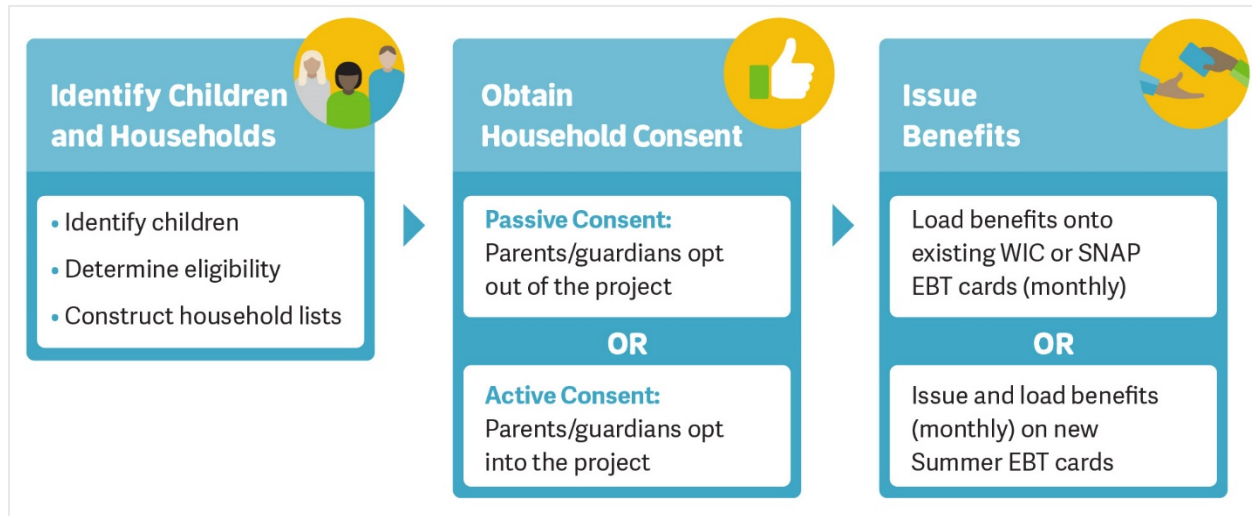 Identify Children
and Households
• Identify children
• Determine eligibility
• Construct household lists
Obtain
Household Consent
Passive Consent:
Parents/guardians opt
out of the project
OR
Active Consent:
Parents/guardians opt
into the project
Issue
Benefits
Load benefits onto
existing WIC or SNAP
EBT cards (monthly)
OR
Issue and load benefits
(monthly) on new
Summer EBT cards